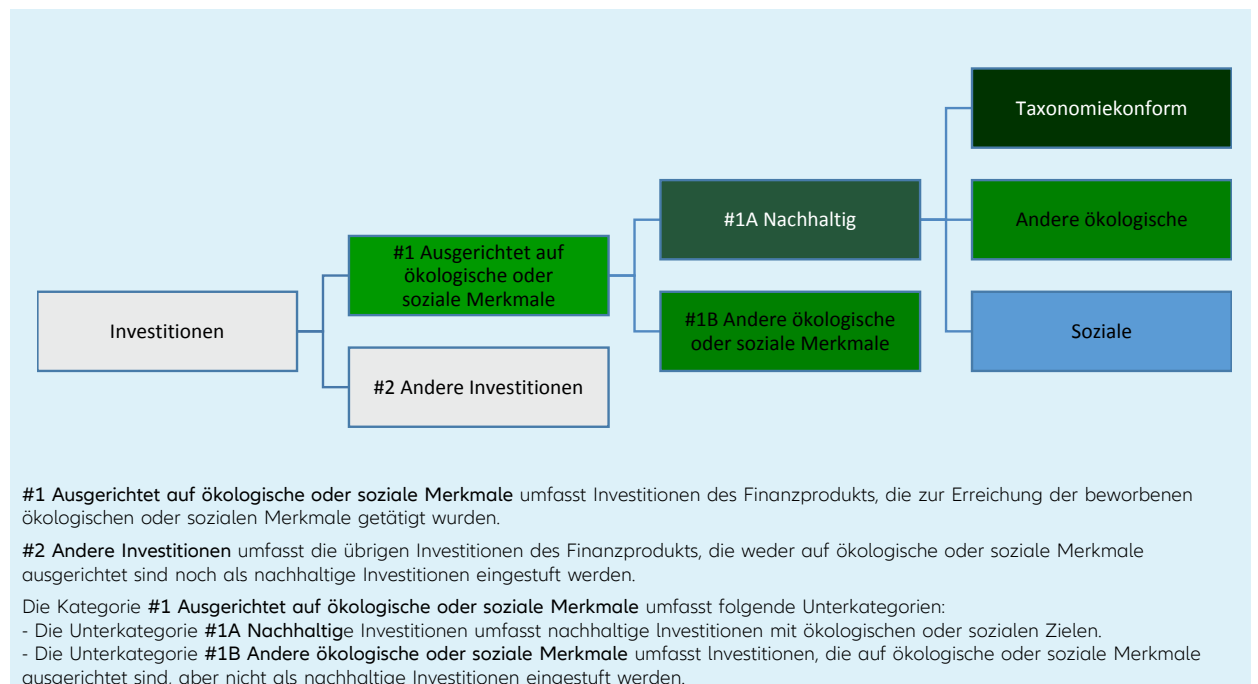 Taxonomiekonform
#1A Nachhaltig
Andere ökologische
#1 Ausgerichtet auf
ökologische oder
soziale Merkmale
Investitionen
#1B Andere ökologische
oder soziale Merkmale
Soziale
#2 Andere Investitionen
#1 Ausgerichtet auf ökologische oder soziale Merkmale umfasst Investitionen des Finanzprodukts, die zur Erreichung der beworbenen
ökologischen oder sozialen Merkmale getätigt wurden.
#2 Andere Investitionen umfasst die übrigen Investitionen des Finanzprodukts, die weder auf ökologische oder soziale Merkmale
ausgerichtet sind noch als nachhaltige Investitionen eingestuft werden.
Die Kategorie #1 Ausgerichtet auf ökologische oder soziale Merkmale umfasst folgende Unterkategorien:
- Die Unterkategorie #1A Nachhaltige Investitionen umfasst nachhaltige Investitionen mit ökologischen oder sozialen Zielen.
- Die Unterkategorie #1B Andere ökologische oder soziale Merkmale umfasst Investitionen, die auf ökologische oder soziale Merkmale
ausgerichtet sind, aber nicht als nachhaltige Investitionen eingestuft werden.